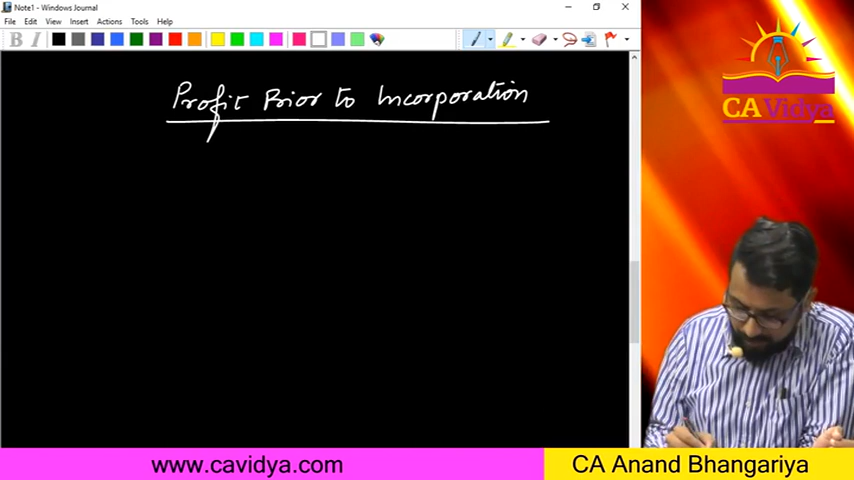 Note1 - Windows Journal
File Edit View Insert Actions Tools Help
B I
Profit Prior to Incorporation
CA Vidya
www.cavidya.com
CA Anand Bhangariya